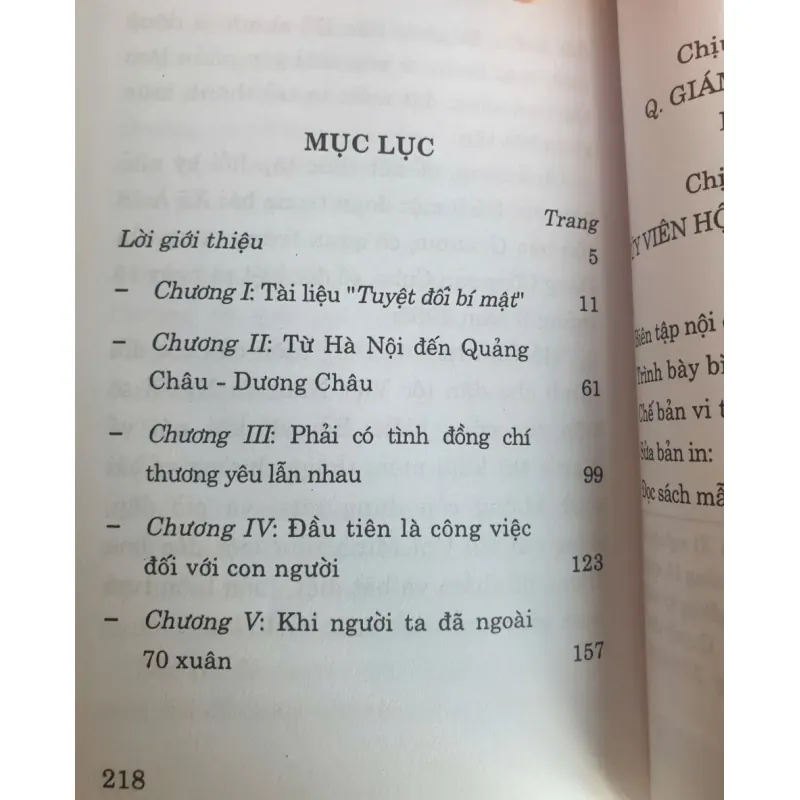 MỤC LỤC
Trang
Lời giới thiệu 5
– Chương I: Tài liệu "Tuyệt đối bí mật" 11
– Chương II: Từ Hà Nội đến Quảng
Châu – Dương Châu 61
– Chương III: Phải có tình đồng chí
thương yêu lẫn nhau 99
– Chương IV: Đầu tiên là công việc
đối với con người 123
– Chương V: Khi người ta đã ngoài
70 xuân 157
218
Q. GIÁM
VIÊN HỘ
Biên tập nội
Trình bày bì
Chế bản vi t
Sửa bản in:
Đọc sách mẫ